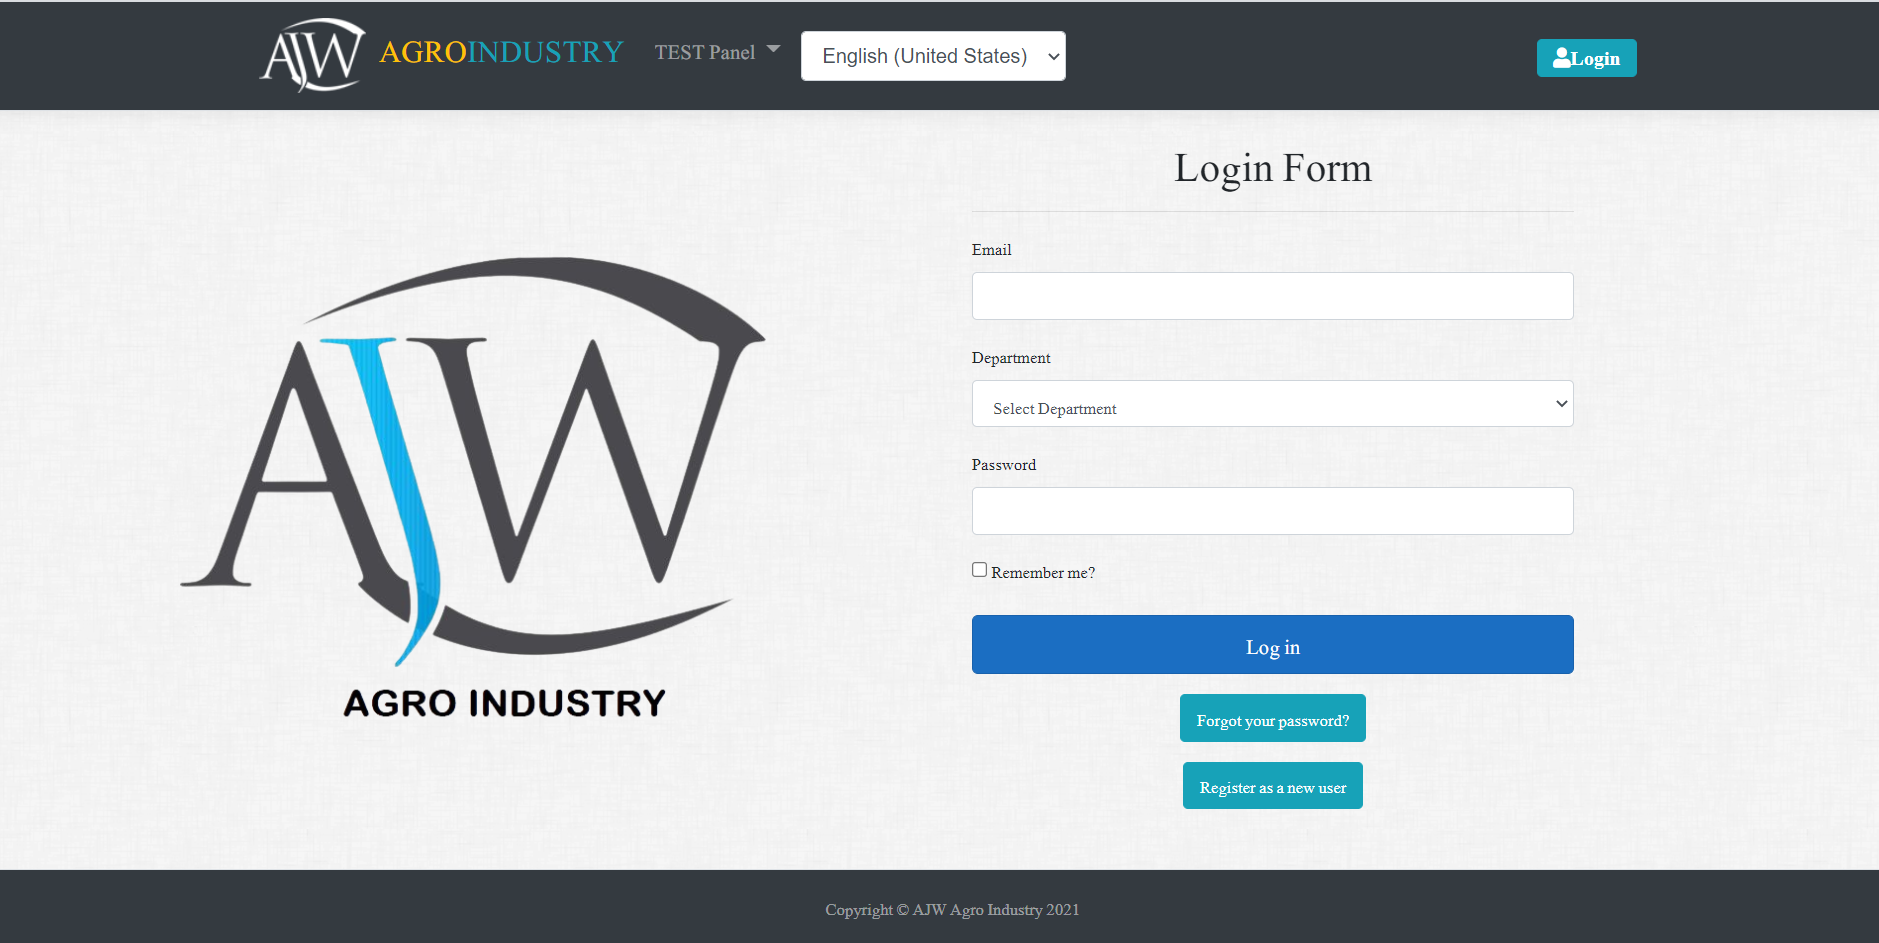 AJW AGROINDUSTRY TEST Panel English (United States) Login
Login Form
Email
Department
Select Department
Password
Remember me?
Log in
Forgot your password?
Register as a new user
AJW
AGRO INDUSTRY
Copyright © AJW Agro Industry 2021